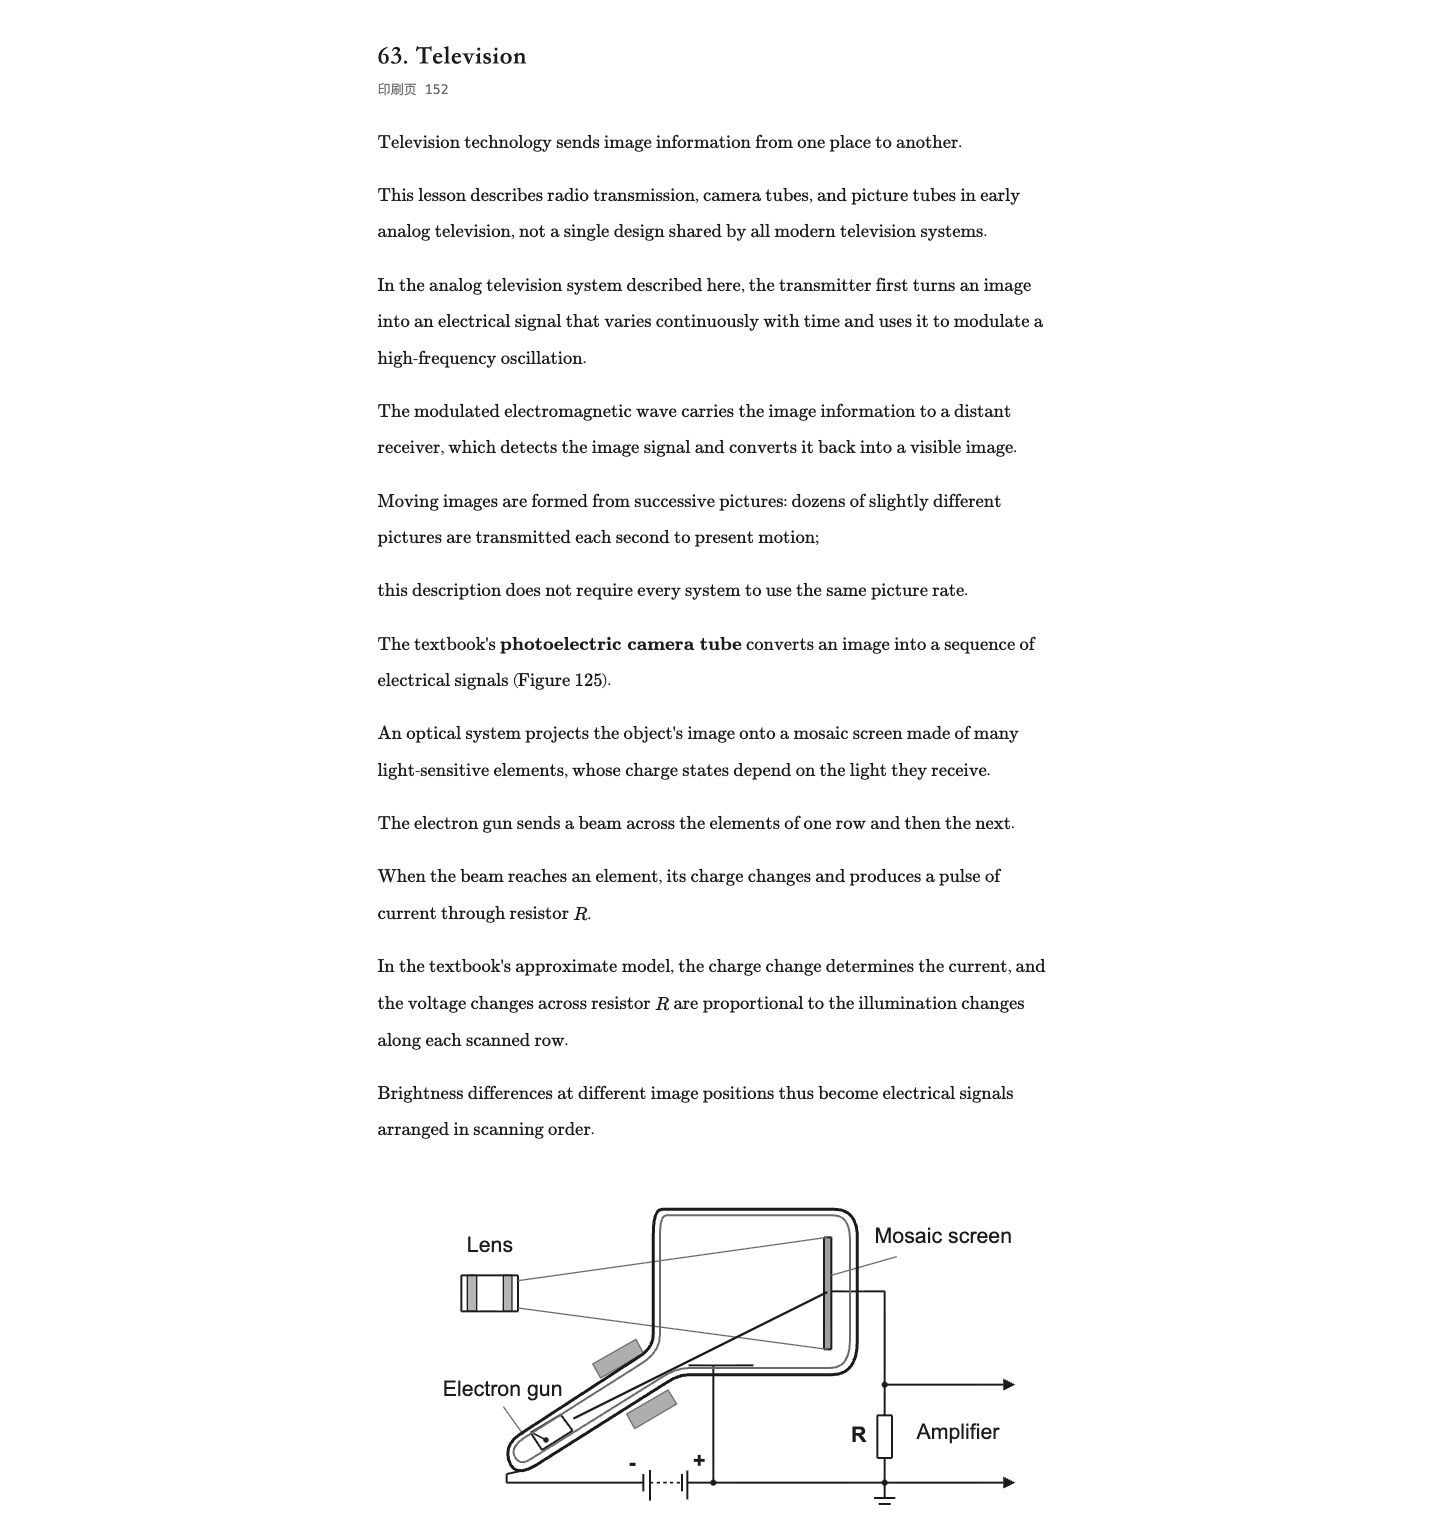 63. Television
印刷页 152
Television technology sends image information from one place to another.
This lesson describes radio transmission, camera tubes, and picture tubes in early
analog television, not a single design shared by all modern television systems.
In the analog television system described here, the transmitter first turns an image
into an electrical signal that varies continuously with time and uses it to modulate a
high-frequency oscillation.
The modulated electromagnetic wave carries the image information to a distant
receiver, which detects the image signal and converts it back into a visible image.
Moving images are formed from successive pictures: dozens of slightly different
pictures are transmitted each second to present motion;
this description does not require every system to use the same picture rate.
The textbook's photoelectric camera tube converts an image into a sequence of
electrical signals (Figure 125).
An optical system projects the object's image onto a mosaic screen made of many
light-sensitive elements, whose charge states depend on the light they receive.
The electron gun sends a beam across the elements of one row and then the next.
When the beam reaches an element, its charge changes and produces a pulse of
current through resistor R.
In the textbook's approximate model, the charge change determines the current, and
the voltage changes across resistor R are proportional to the illumination changes
along each scanned row.
Brightness differences at different image positions thus become electrical signals
arranged in scanning order.
Mosaic screen
Lens
Electron gun
R
Amplifier
- +